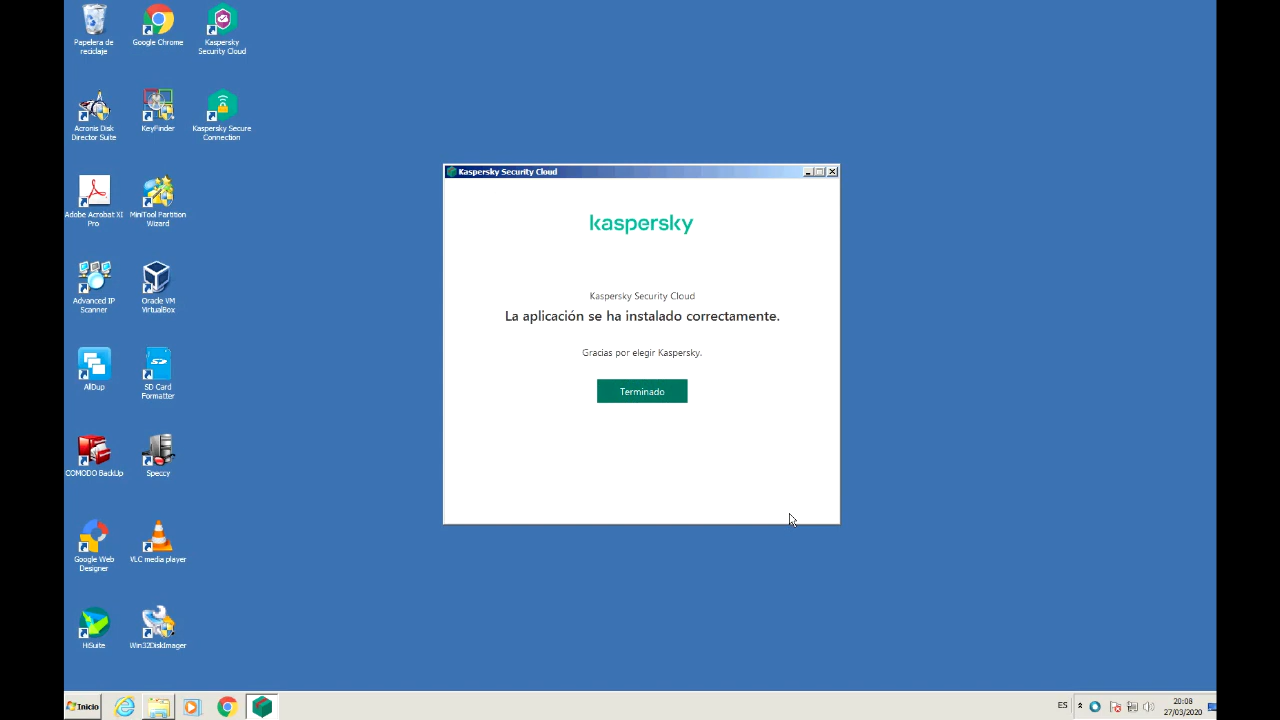 Papelera de
reciclaje
Google Chrome
Kaspersky
Security Cloud
Acronis Disk
Director Suite
KeyFinder
Kaspersky Secure
Connection
Adobe Acrobat XI
Pro
MiniTool Partition
Wizard
Advanced IP
Scanner
Oracle VM
VirtualBox
AllDup
SD Card
Formatter
COMODO BackUp
Speccy
Google Web
Designer
VLC media player
HiSuite
Win32DiskImager
Kaspersky Security Cloud
kaspersky
Kaspersky Security Cloud
La aplicación se ha instalado correctamente.
Gracias por elegir Kaspersky.
Terminado
Inicio
ES
20:08
27/03/2020